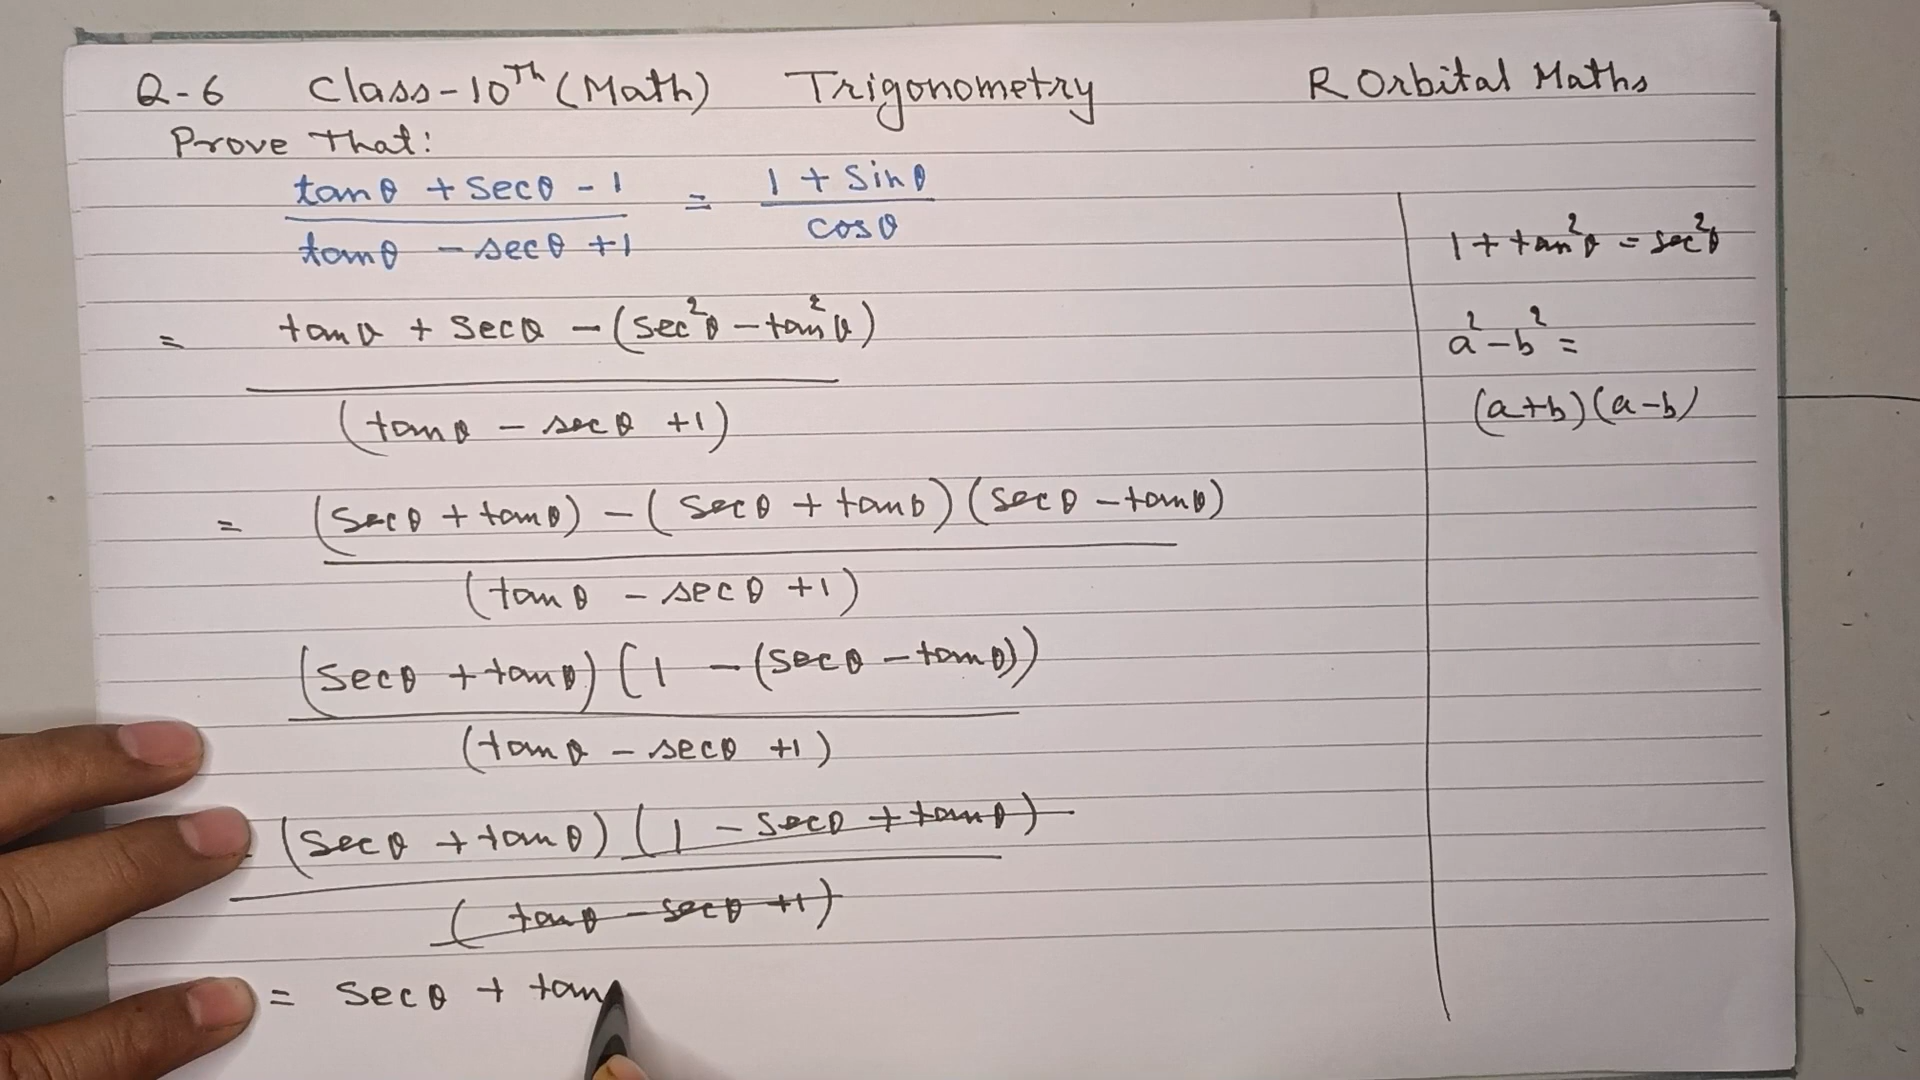 Q-6 Class-10Th (Math) Trigonometry R Orbital Maths
Prove That:
tanθ + secθ - 1 = 1 + sinθ
tanθ - secθ + 1 cosθ
1 + tan²θ = sec²θ
= tanθ + secθ - (sec²θ - tan²θ)
(tanθ - secθ + 1)
a² - b² =
(a+b)(a-b)
= (secθ + tanθ) - (secθ + tanθ)(secθ - tanθ)
(tanθ - secθ + 1)
(secθ + tanθ)(1 - (secθ - tanθ))
(tanθ - secθ + 1)
(secθ + tanθ)(1 - secθ + tanθ)
(tanθ - secθ + 1)
= secθ + tan